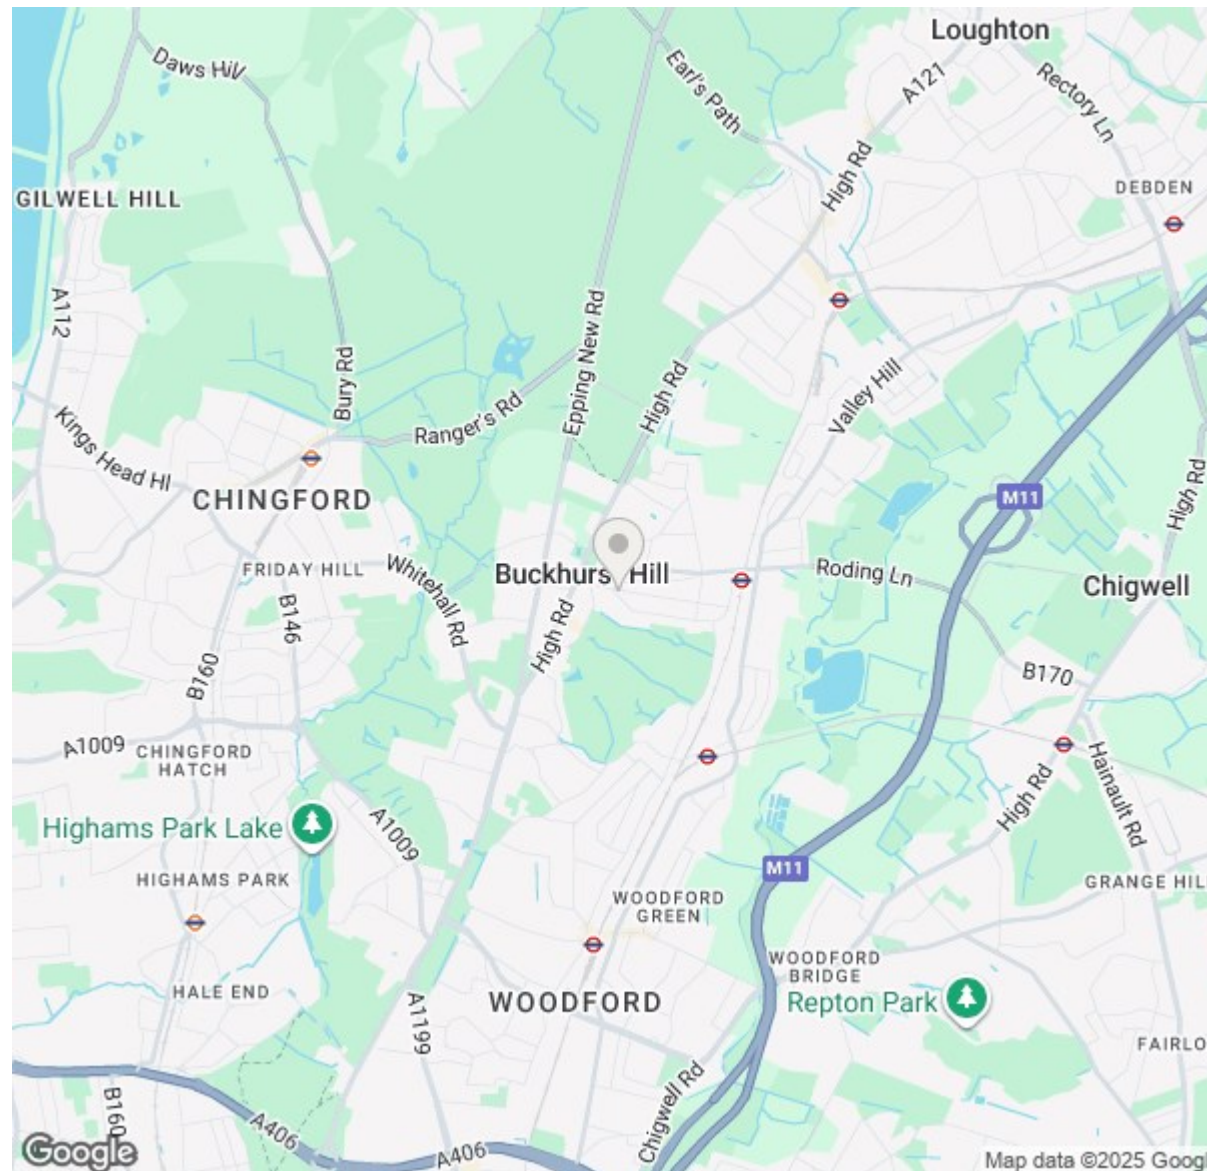 Loughton
Daws Hill
Earl's Path
A121
Rectory Ln
High Rd
DEBDEN
GILWELL HILL
A112
Epping New Rd
Bury Rd
High Rd
Valley Hill
Ranger's Rd
Kings Head Hl
CHINGFORD
M11
High Rd
FRIDAY HILL
Whitehall Rd
Buckhurst Hill
Roding Ln
Chigwell
B146
High Rd
B160
B170
A1009
CHINGFORD
HATCH
Hainault Rd
High Rd
Highams Park Lake
A1009
M11
HIGHAMS PARK
GRANGE HIL
WOODFORD
GREEN
WOODFORD
BRIDGE
HALE END
WOODFORD
Repton Park
A1199
FAIRLO
Chigwell Rd
B160
A406
A406
Google
Map data ©2025 Googl